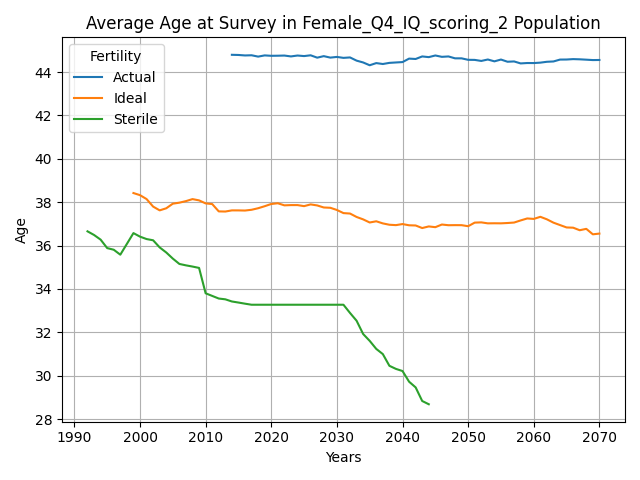 Average Age at Survey in Female_Q4_IQ_scoring_2 Population
Fertility
Actual
Ideal
Sterile
Age
44
42
40
38
36
34
32
30
28
1990 2000 2010 2020 2030 2040 2050 2060 2070
Years